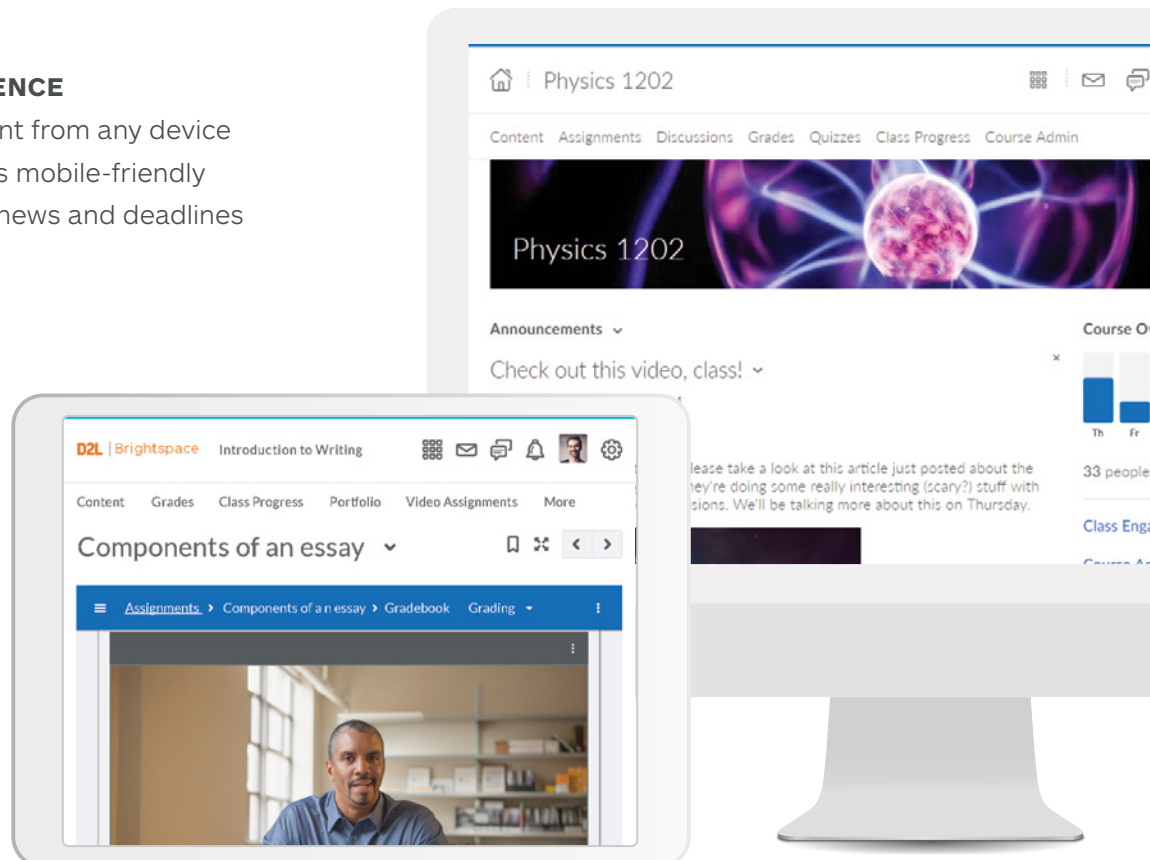 ENCE
nt from any device
s mobile-friendly
news and deadlines
Physics 1202
Content Assignments Discussions Grades Quizzes Class Progress Course Admin
Physics 1202
Announcements
Check out this video, class!
lease take a look at this article just posted about the
hey're doing some really interesting (scary?) stuff with
sions. We'll be talking more about this on Thursday.
Course O
Th Fr
33 people
Class Enga
D2L | Brightspace Introduction to Writing
Content Grades Class Progress Portfolio Video Assignments More
Components of an essay
Assignments > Components of an essay > Gradebook Grading